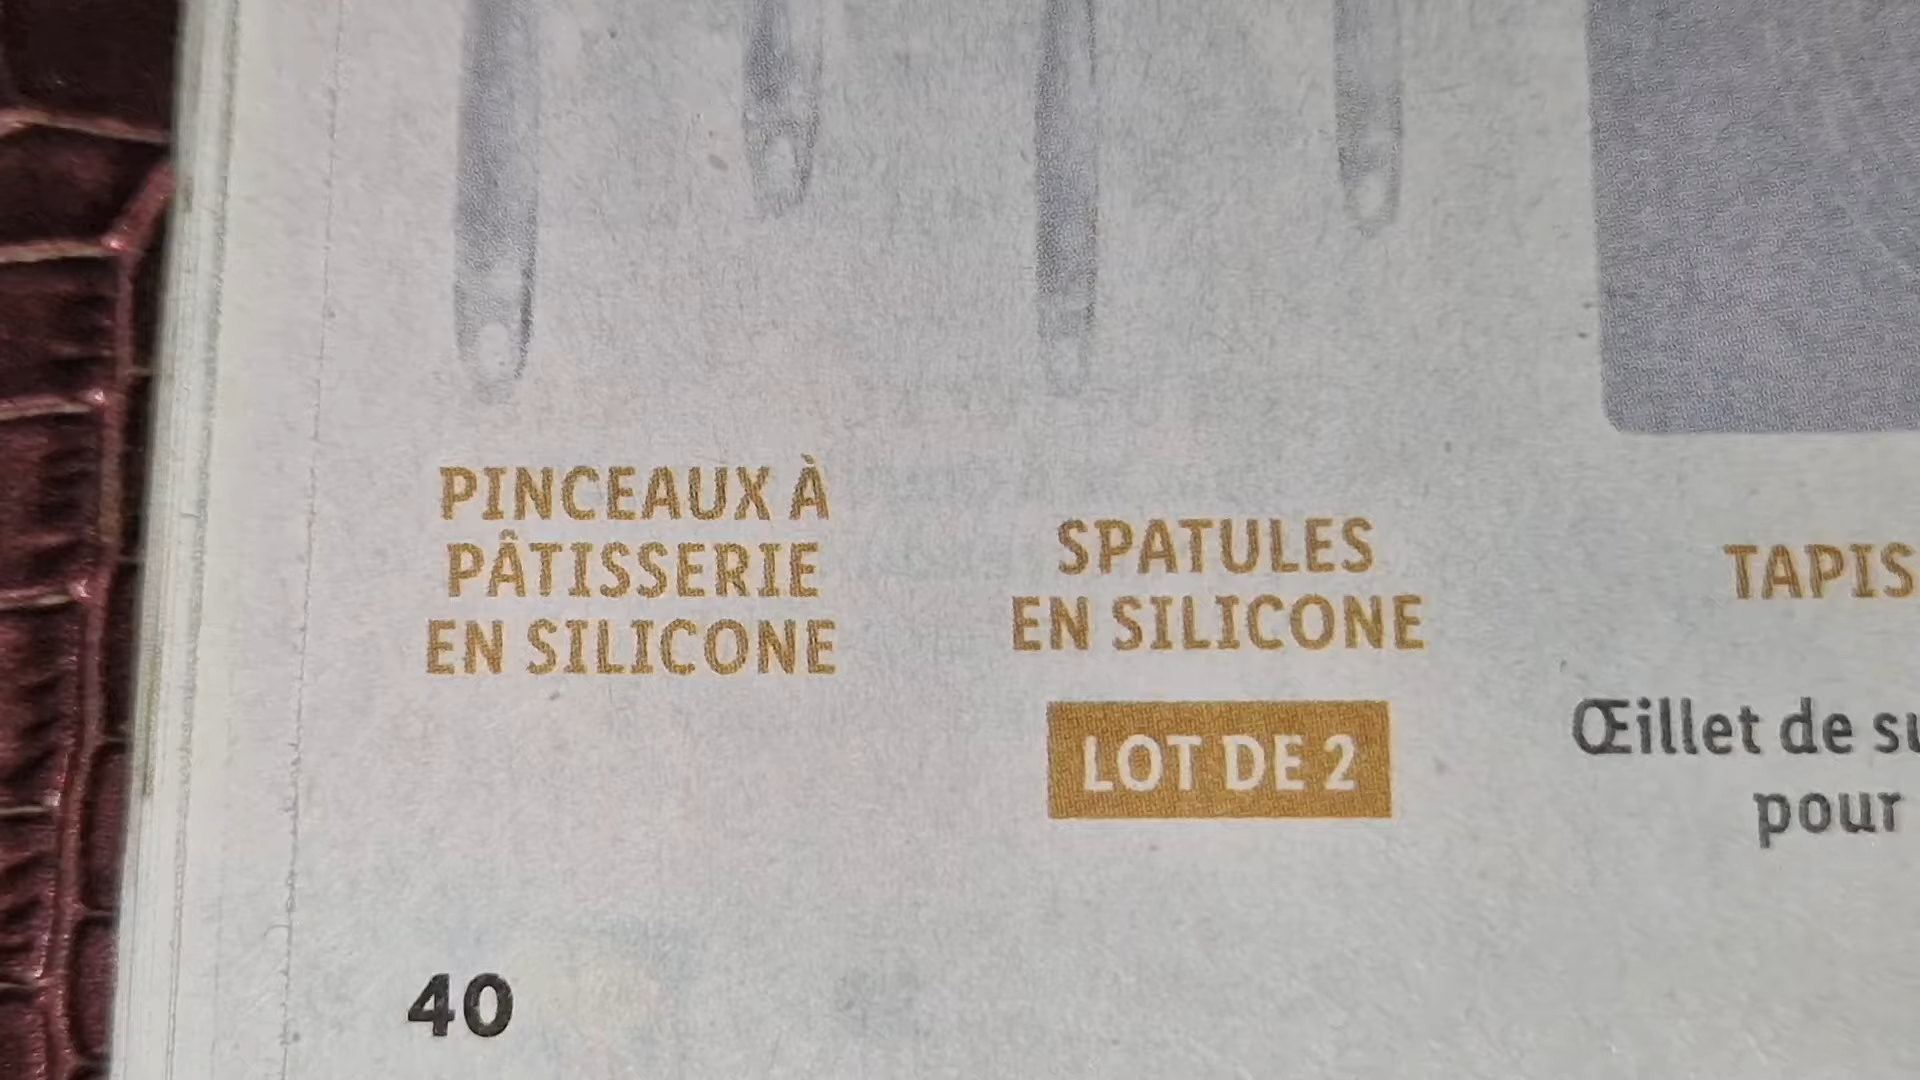 PINCEAUX À
PÂTISSERIE
EN SILICONE
SPATULES
EN SILICONE
LOT DE 2
TAPIS
Œillet de
pour
40